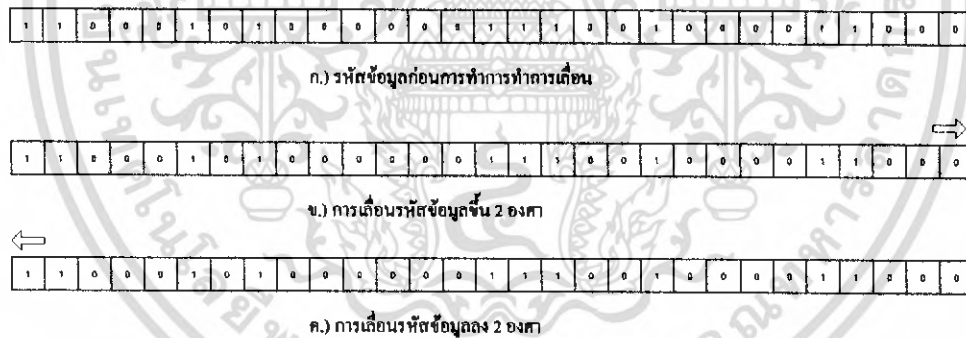 1 1 0 0 0 1 0 1 0 0 0 0 0 0 1 1 1 0 0 1 0 0 0 0 1 1 0 0 0
ก.) รหัสข้อมูลก่อนการทำการทำการเลื่อน
1 1 0 0 0 1 0 1 0 0 0 0 0 0 1 1 1 0 0 1 0 0 0 0 1 1 0 0 0
ข.) การเลื่อนรหัสข้อมูลขึ้น 2 องศา
1 1 0 0 0 1 0 1 0 0 0 0 0 0 1 1 1 0 0 1 0 0 0 0 1 1 0 0 0
ค.) การเลื่อนรหัสข้อมูลลง 2 องศา